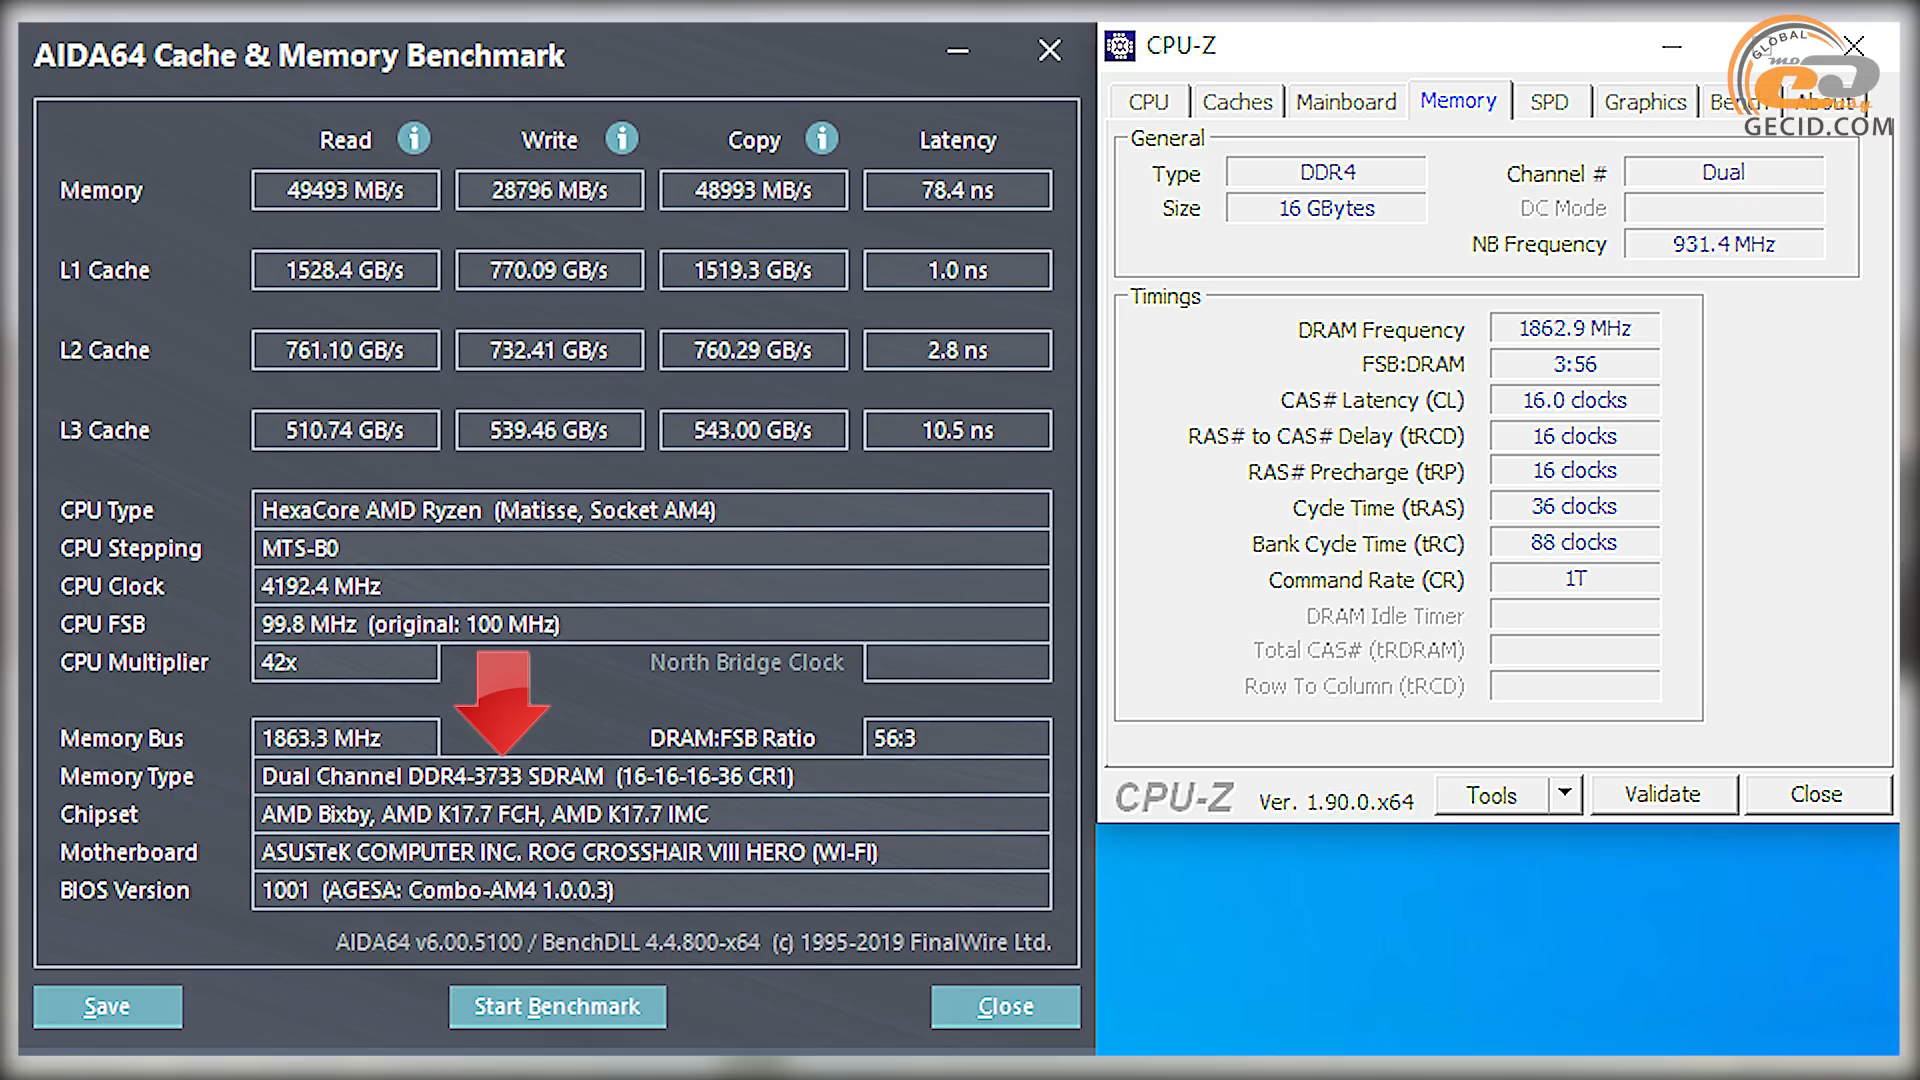 AIDA64 Cache & Memory Benchmark
Read Write Copy Latency
Memory 49493 MB/s 28796 MB/s 48993 MB/s 78.4 ns
L1 Cache 1528.4 GB/s 770.09 GB/s 1519.3 GB/s 1.0 ns
L2 Cache 761.10 GB/s 732.41 GB/s 760.29 GB/s 2.8 ns
L3 Cache 510.74 GB/s 539.46 GB/s 543.00 GB/s 10.5 ns
CPU Type HexaCore AMD Ryzen (Matisse, Socket AM4)
CPU Stepping MTS-B0
CPU Clock 4192.4 MHz
CPU FSB 99.8 MHz (original: 100 MHz)
CPU Multiplier 42x North Bridge Clock
Memory Bus 1863.3 MHz DRAM:FSB Ratio 56:3
Memory Type Dual Channel DDR4-3733 SDRAM (16-16-16-36 CR1)
Chipset AMD Bixby, AMD K17.7 FCH, AMD K17.7 IMC
Motherboard ASUSTeK COMPUTER INC. ROG CROSSHAIR VIII HERO (WI-FI)
BIOS Version 1001 (AGESA: Combo-AM4 1.0.0.3)
AIDA64 v6.00.5100 / BenchDLL 4.4.800-x64 (c) 1995-2019 FinalWire Ltd.
Save Start Benchmark Close
CPU-Z
GLOBAL
GECID.COM
CPU Caches Mainboard Memory SPD Graphics Bench About
General
Type DDR4 Channel # Dual
Size 16 GBytes DC Mode
NB Frequency 931.4 MHz
Timings
DRAM Frequency 1862.9 MHz
FSB:DRAM 3:56
CAS# Latency (CL) 16.0 clocks
RAS# to CAS# Delay (tRCD) 16 clocks
RAS# Precharge (tRP) 16 clocks
Cycle Time (tRAS) 36 clocks
Bank Cycle Time (tRC) 88 clocks
Command Rate (CR) 1T
DRAM Idle Timer
Total CAS# (tRDRAM)
Row To Column (tRCD)
CPU-Z Ver. 1.90.0.x64 Tools Validate Close